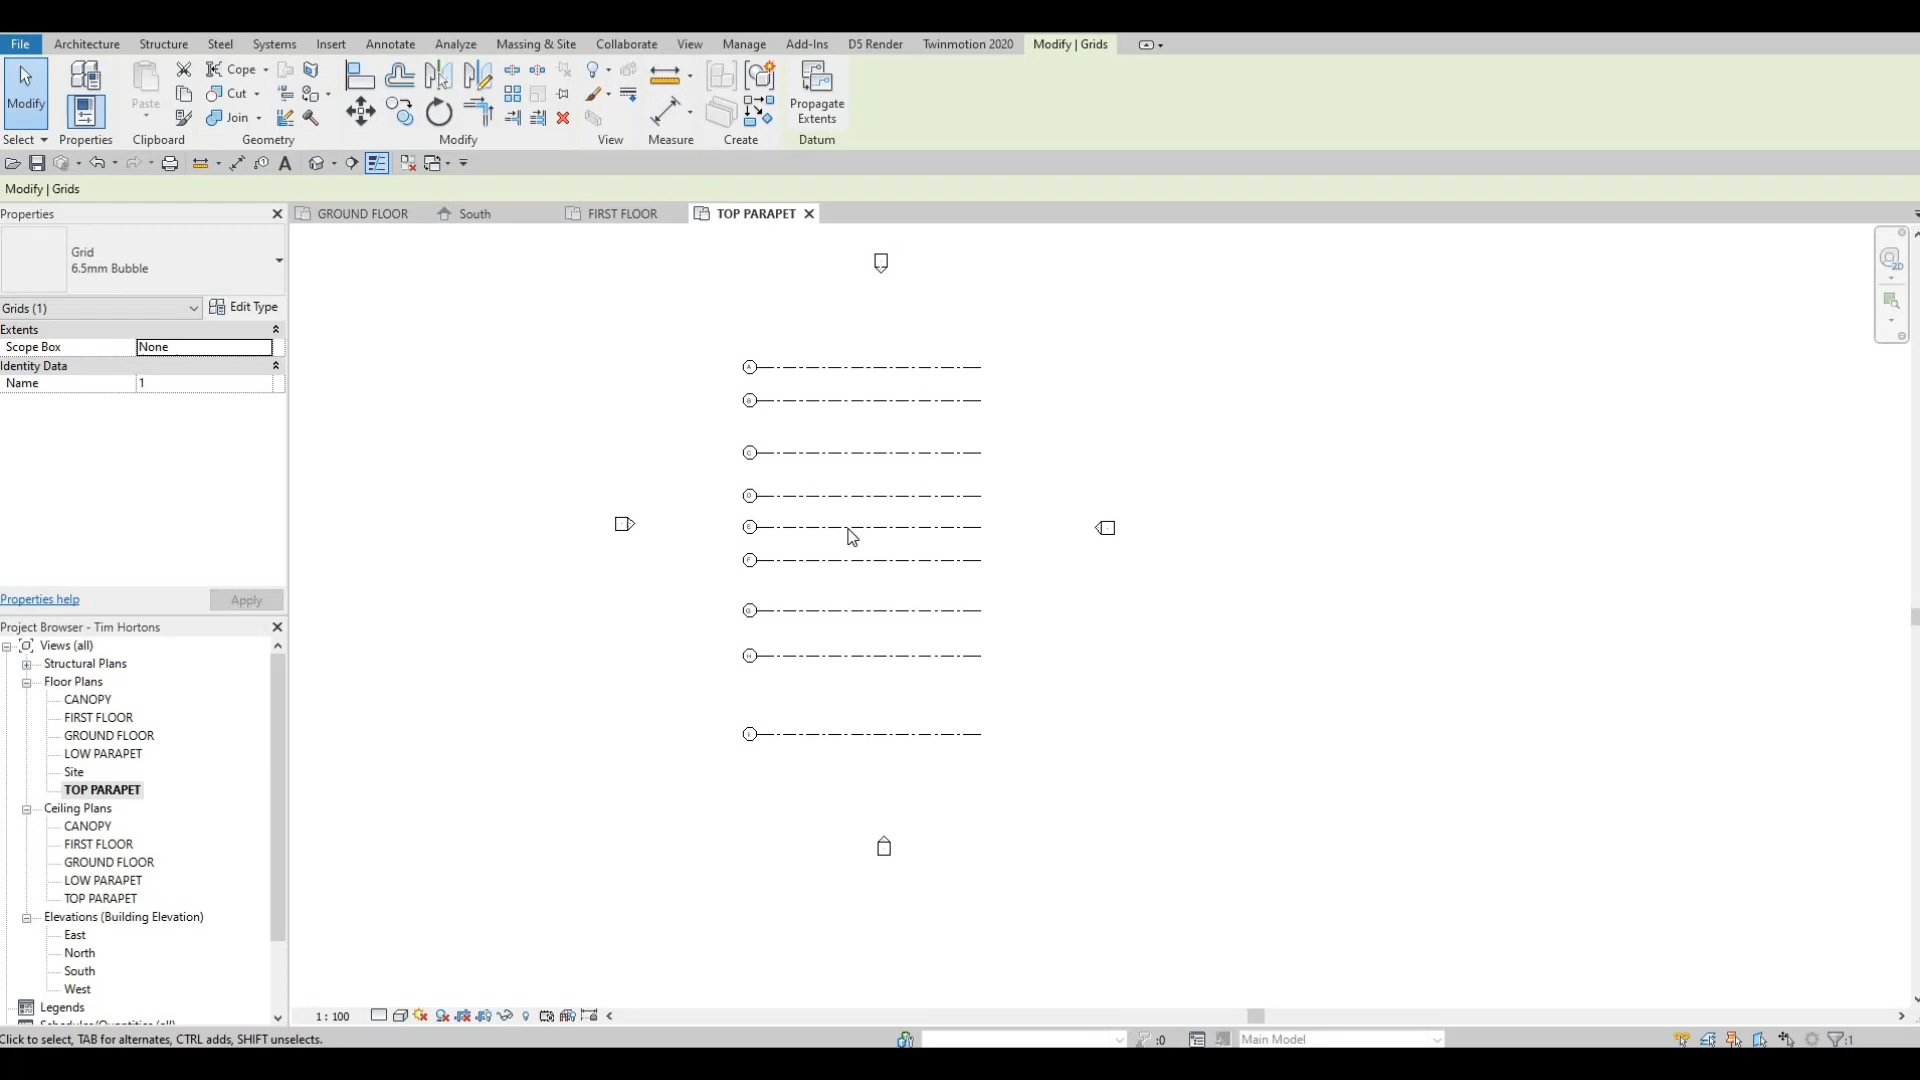 File Architecture Structure Steel Systems Insert Annotate Analyze Massing & Site Collaborate View Manage Add-Ins D5 Render Twinmotion 2020 Modify | Grids
Cope
Cut
Join
Modify
Paste
Propagate
Extents
Select Properties Clipboard Geometry Modify View Measure Create Datum
Modify | Grids
Properties
GROUND FLOOR South FIRST FLOOR TOP PARAPET
Grid
6.5mm Bubble
2D
Grids (1) Edit Type
Extents
Scope Box None
Identity Data
Name 1
A
B
C
D
E
F
G
H
I
Properties help Apply
Project Browser - Tim Hortons
Views (all)
Structural Plans
Floor Plans
CANOPY
FIRST FLOOR
GROUND FLOOR
LOW PARAPET
Site
TOP PARAPET
Ceiling Plans
CANOPY
FIRST FLOOR
GROUND FLOOR
LOW PARAPET
TOP PARAPET
Elevations (Building Elevation)
East
North
South
West
Legends
Schedules/Quantities (all)
1 : 100
Click to select, TAB for alternates, CTRL adds, SHIFT unselects.
:0
Main Model
:1